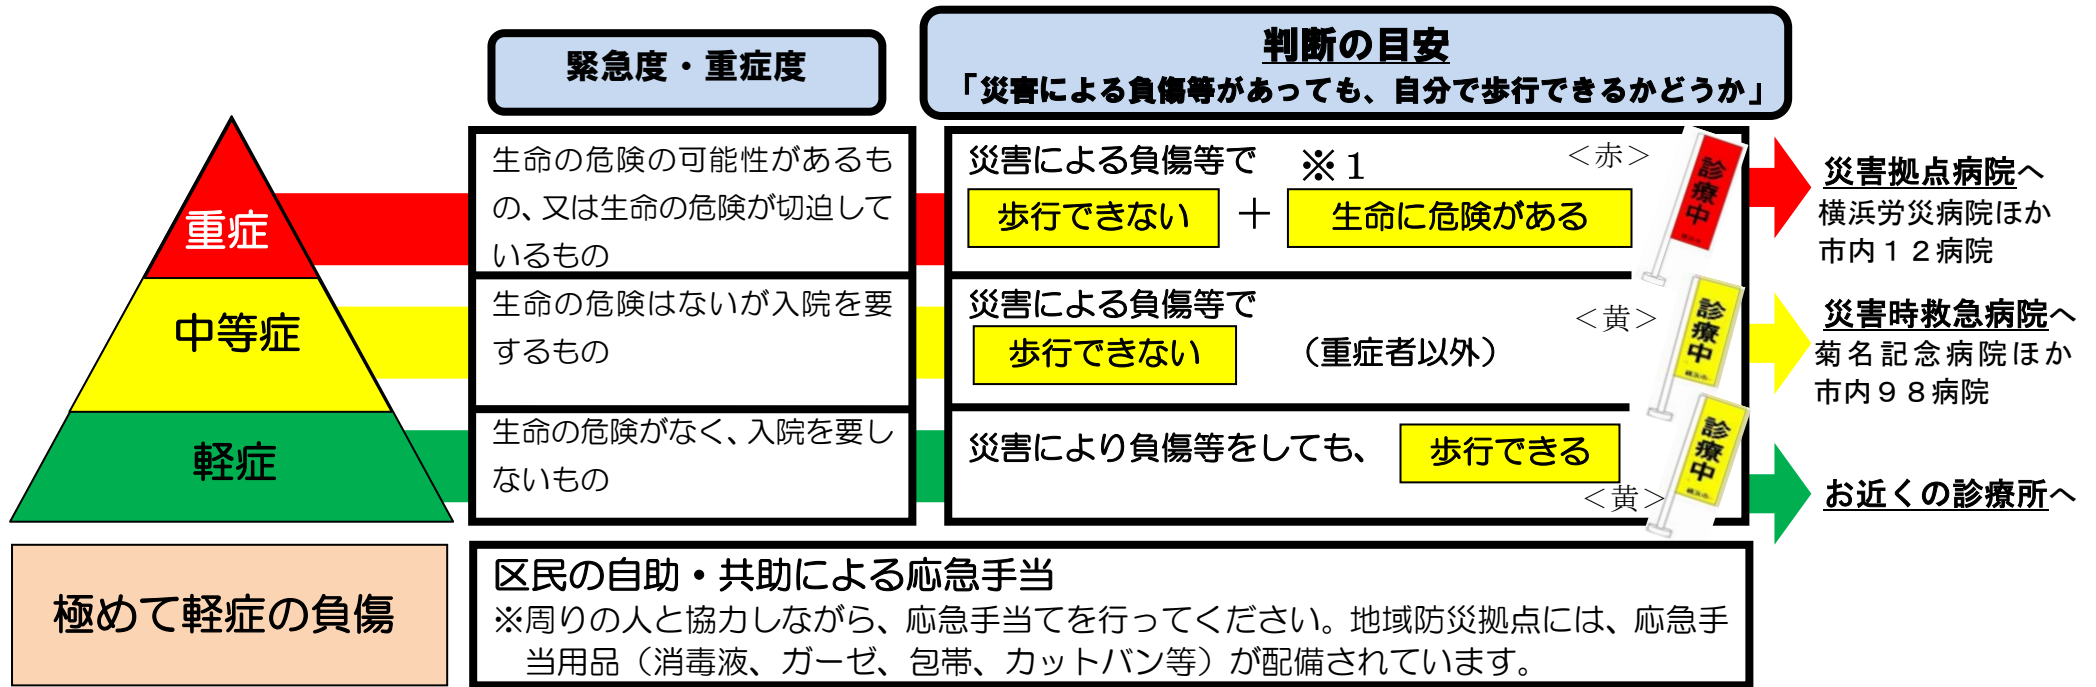 緊急度・重症度
判断の目安
「災害による負傷等があっても、自分で歩行できるかどうか」
重症
生命の危険の可能性があるも
の、又は生命の危険が切迫して
いるもの
災害による負傷等で ※１ ＜赤＞
歩行できない ＋ 生命に危険がある
診療中
災害拠点病院へ
横浜労災病院ほか
市内１２病院
中等症
生命の危険はないが入院を要
するもの
災害による負傷等で ＜黄＞
歩行できない （重症者以外）
診療中
災害時救急病院へ
菊名記念病院ほか
市内９８病院
軽症
生命の危険がなく、入院を要し
ないもの
災害により負傷等をしても、 歩行できる
＜黄＞
診療中
お近くの診療所へ
極めて軽症の負傷
区民の自助・共助による応急手当
※周りの人と協力しながら、応急手当てを行ってください。地域防災拠点には、応急手
当用品（消毒液、ガーゼ、包帯、カットバン等）が配備されています。